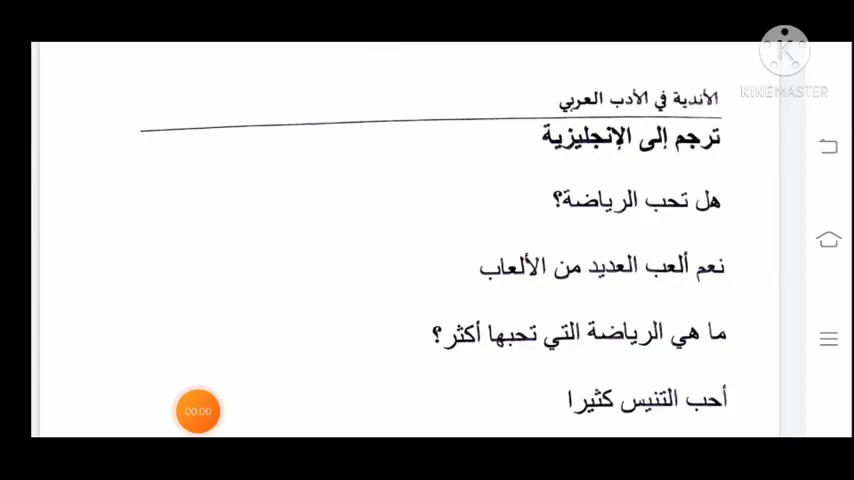 KINEMASTER
الأندية في الأدب العربي
ترجم إلى الإنجليزية
هل تحب الرياضة؟
نعم ألعب العديد من الألعاب
ما هي الرياضة التي تحبها أكثر؟
أحب التنيس كثيرا
00:00